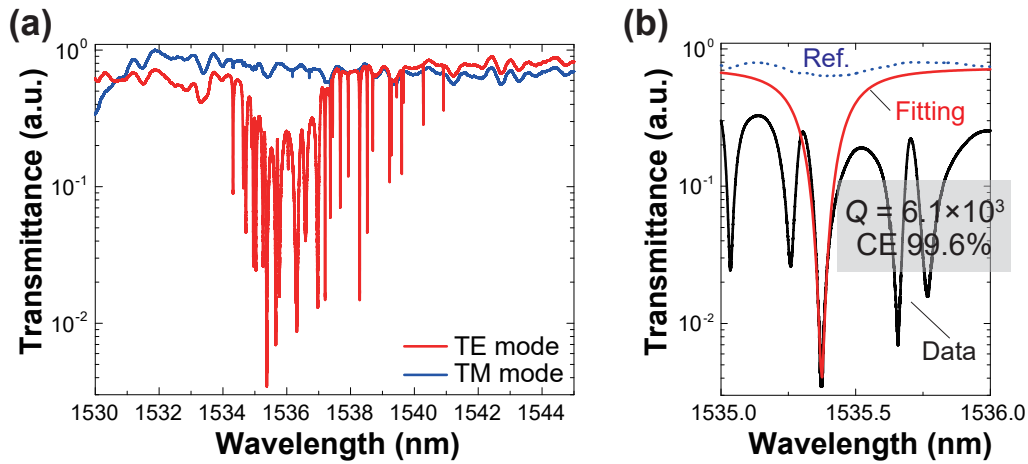 (a)
Transmittance (a.u.)
10⁰
10⁻¹
10⁻²
TE mode
TM mode
1530 1532 1534 1536 1538 1540 1542 1544
Wavelength (nm)
(b)
Transmittance (a.u.)
10⁰
10⁻¹
10⁻²
Ref.
Fitting
Q = 6.1×10³
CE 99.6%
Data
1535.0 1535.5 1536.0
Wavelength (nm)